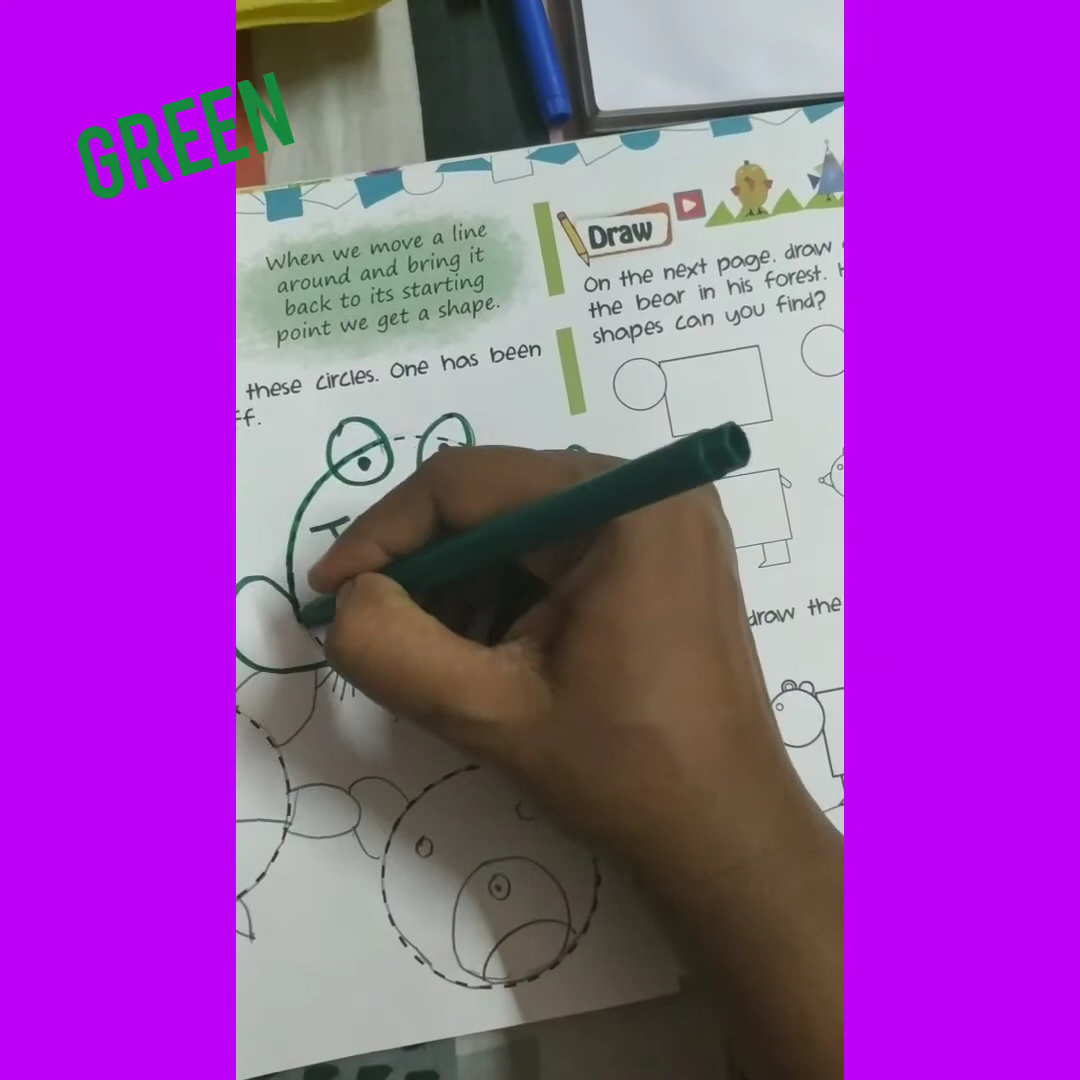 GREEN
When we move a line
around and bring it
back to its starting
point we get a shape.
these circles. One has been
Draw
On the next page, draw
the bear in his forest.
shapes can you find?
draw the